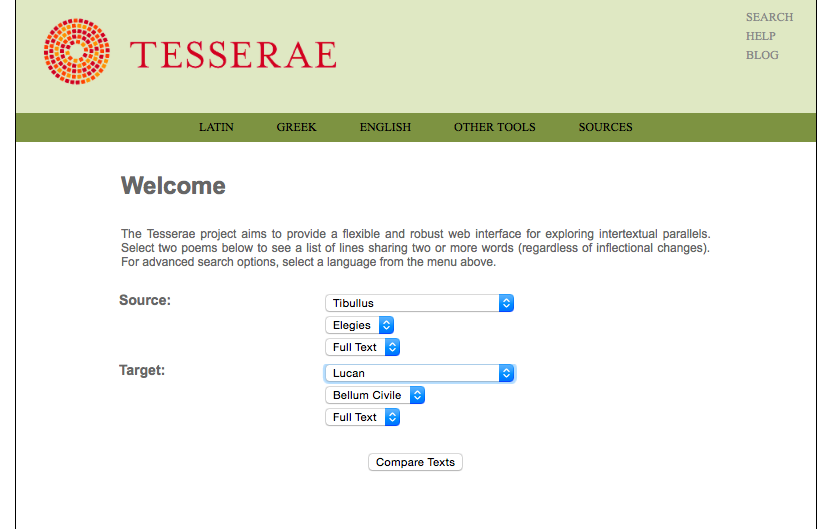 TESSERAE
SEARCH
HELP
BLOG
LATIN GREEK ENGLISH OTHER TOOLS SOURCES
Welcome
The Tesserae project aims to provide a flexible and robust web interface for exploring intertextual parallels.
Select two poems below to see a list of lines sharing two or more words (regardless of inflectional changes).
For advanced search options, select a language from the menu above.
Source: Tibullus
Elegies
Full Text
Target: Lucan
Bellum Civile
Full Text
Compare Texts